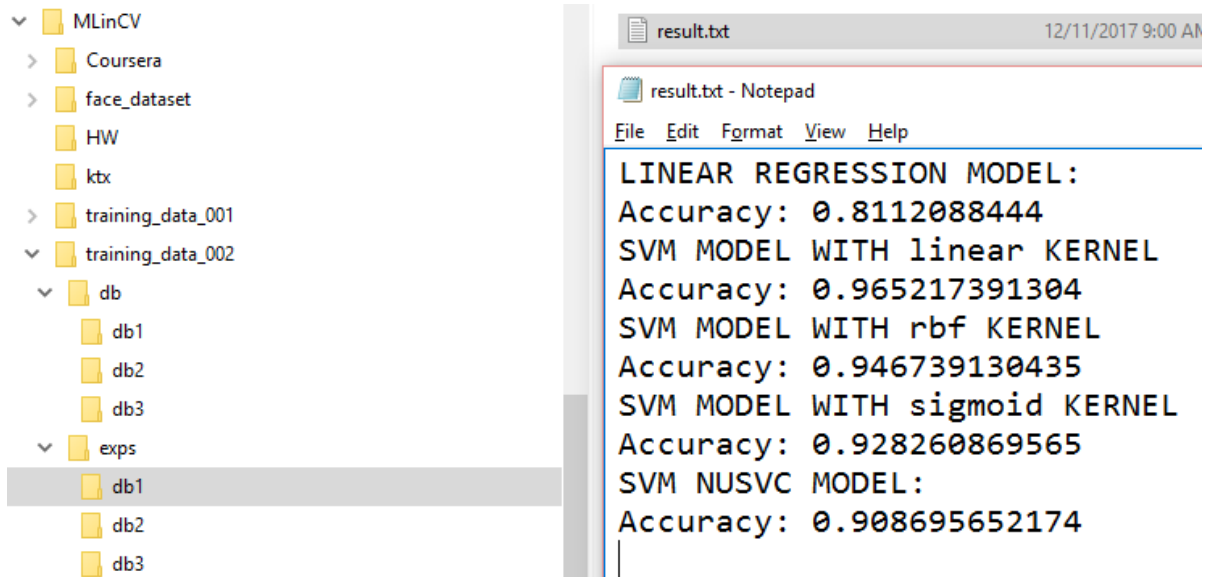 MLinCV
Coursera
face_dataset
HW
ktx
training_data_001
training_data_002
db
db1
db2
db3
exps
db1
db2
db3
result.txt 12/11/2017 9:00 AM
result.txt - Notepad
File Edit Format View Help
LINEAR REGRESSION MODEL:
Accuracy: 0.8112088444
SVM MODEL WITH linear KERNEL
Accuracy: 0.965217391304
SVM MODEL WITH rbf KERNEL
Accuracy: 0.946739130435
SVM MODEL WITH sigmoid KERNEL
Accuracy: 0.928260869565
SVM NUSVC MODEL:
Accuracy: 0.908695652174